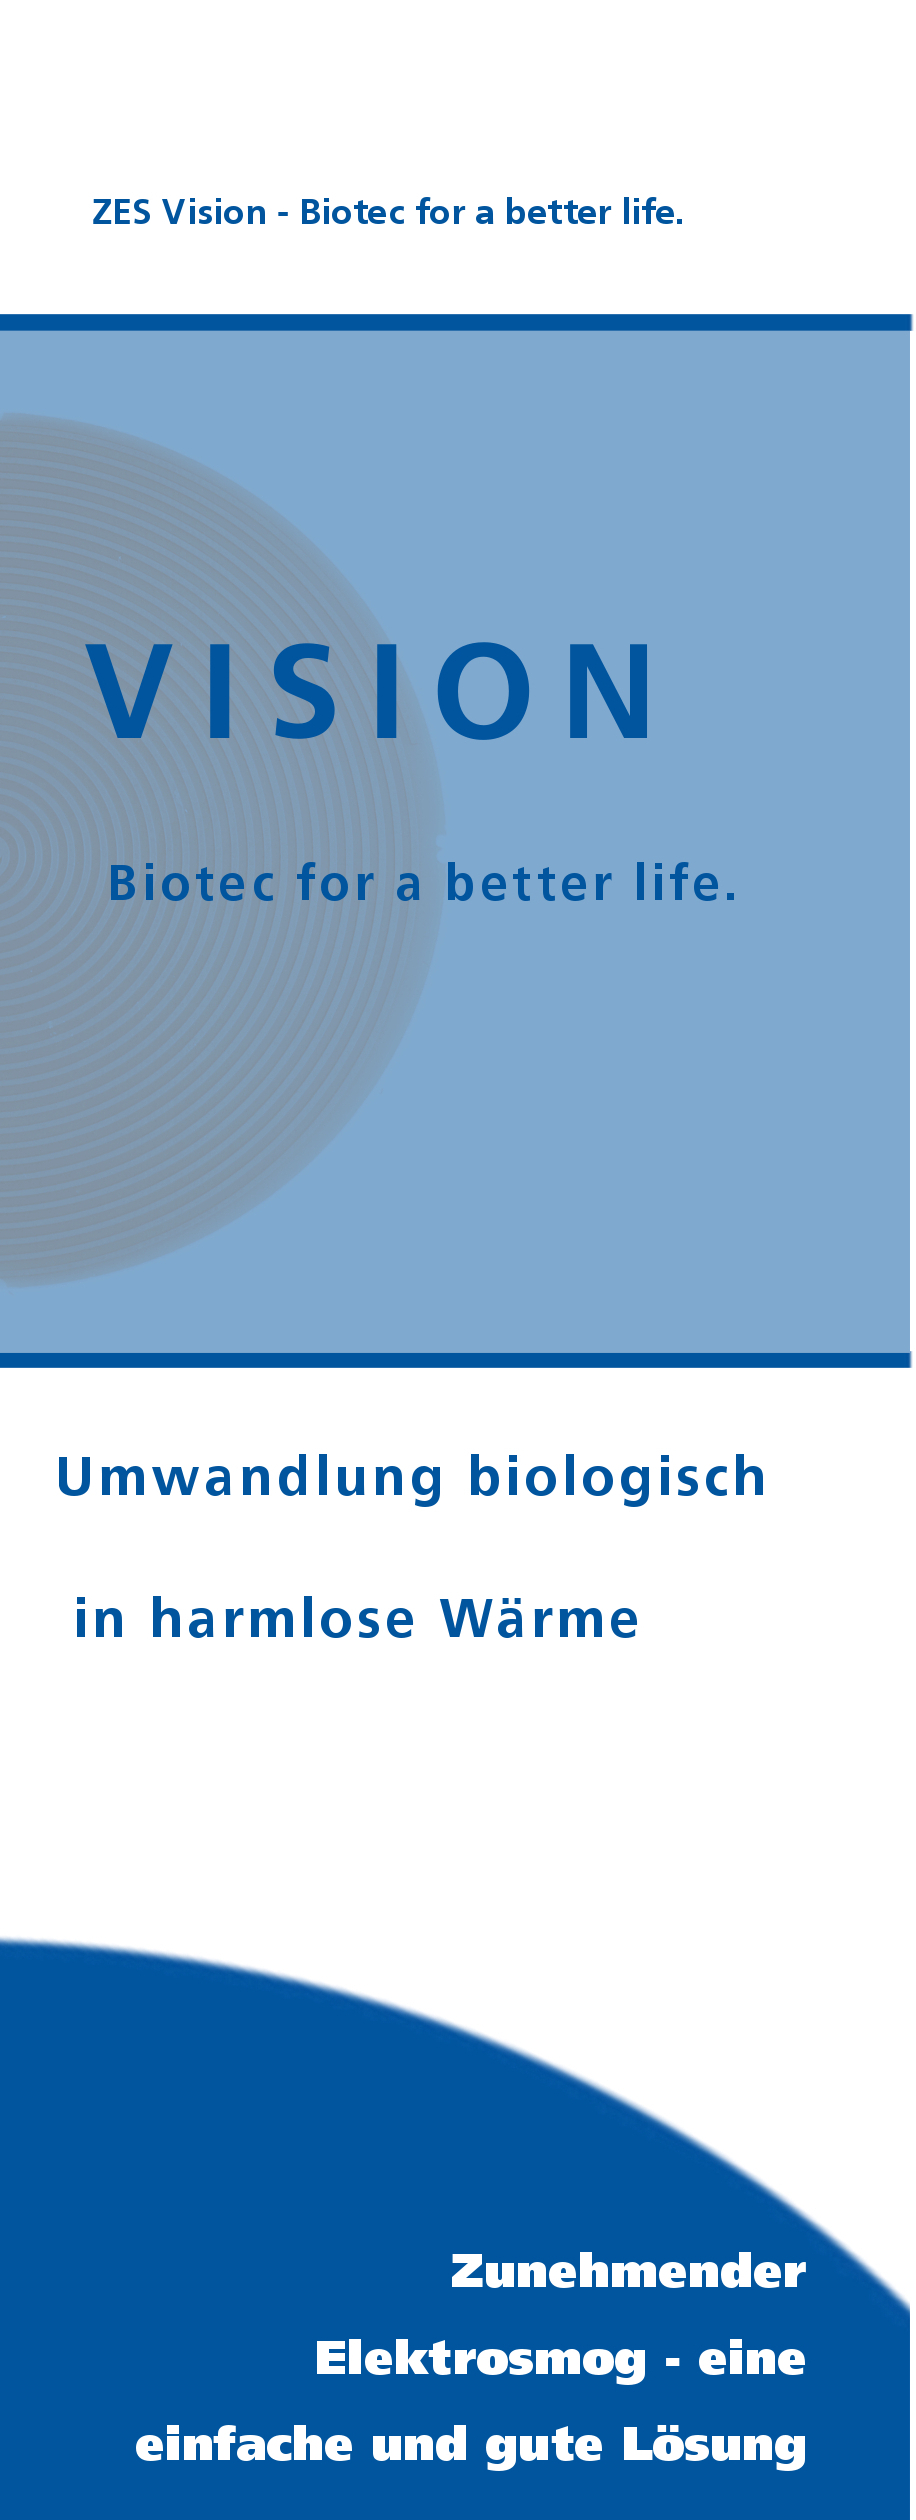 ZES Vision - Biotec for a better life.
VISION
Biotec for a better life.
Umwandlung biologisch
in harmlose Wärme
Zunehmender
Elektrosmog - eine
einfache und gute Lösung